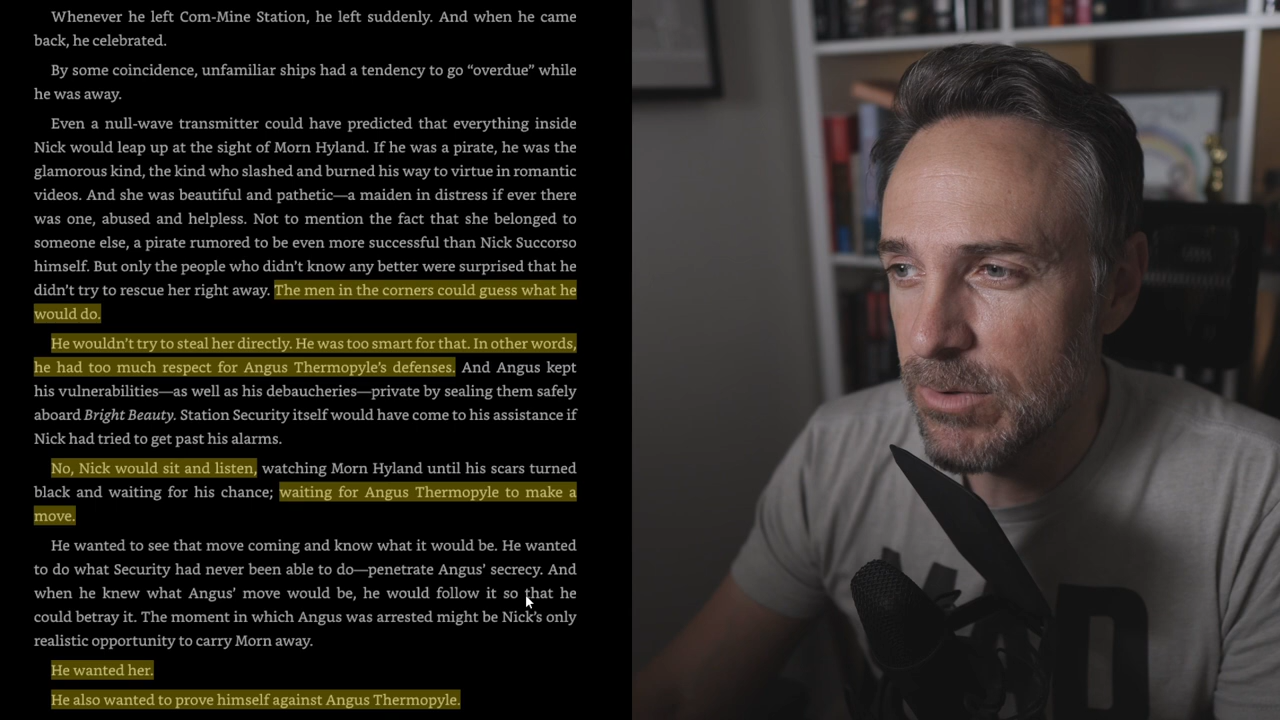 Whenever he left Com-Mine Station, he left suddenly. And when he came
back, he celebrated.
By some coincidence, unfamiliar ships had a tendency to go “overdue” while
he was away.
Even a null-wave transmitter could have predicted that everything inside
Nick would leap up at the sight of Morn Hyland. If he was a pirate, he was the
glamorous kind, the kind who slashed and burned his way to virtue in romantic
videos. And she was beautiful and pathetic—a maiden in distress if ever there
was one, abused and helpless. Not to mention the fact that she belonged to
someone else, a pirate rumored to be even more successful than Nick Succorso
himself. But only the people who didn’t know any better were surprised that he
didn’t try to rescue her right away. The men in the corners could guess what he
would do.
He wouldn’t try to steal her directly. He was too smart for that. In other words,
he had too much respect for Angus Thermopyle’s defenses. And Angus kept
his vulnerabilities—as well as his debaucheries—private by sealing them safely
aboard Bright Beauty. Station Security itself would have come to his assistance if
Nick had tried to get past his alarms.
No, Nick would sit and listen, watching Morn Hyland until his scars turned
black and waiting for his chance; waiting for Angus Thermopyle to make a
move.
He wanted to see that move coming and know what it would be. He wanted
to do what Security had never been able to do—penetrate Angus’ secrecy. And
when he knew what Angus’ move would be, he would follow it so that he
could betray it. The moment in which Angus was arrested might be Nick’s only
realistic opportunity to carry Morn away.
He wanted her.
He also wanted to prove himself against Angus Thermopyle.